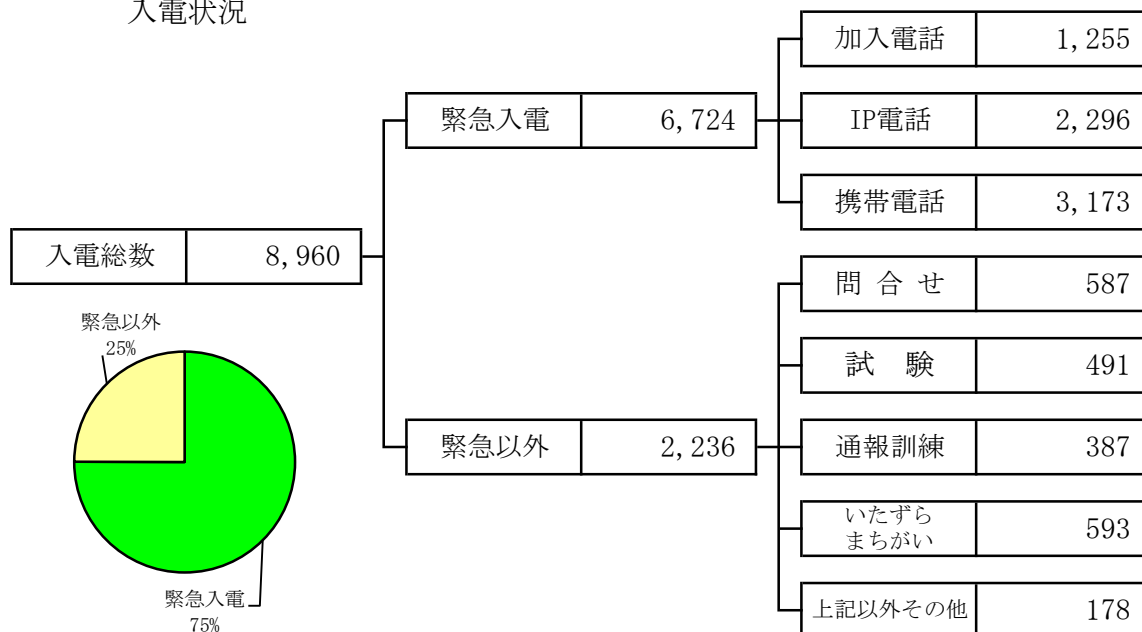 入電状況
加入電話 1,255
緊急入電 6,724 IP電話 2,296
携帯電話 3,173
入電総数 8,960
問 合 せ 587
緊急以外
25%
試 験 491
緊急以外 2,236 通報訓練 387
いたずら
まちがい 593
緊急入電
75%
上記以外その他 178